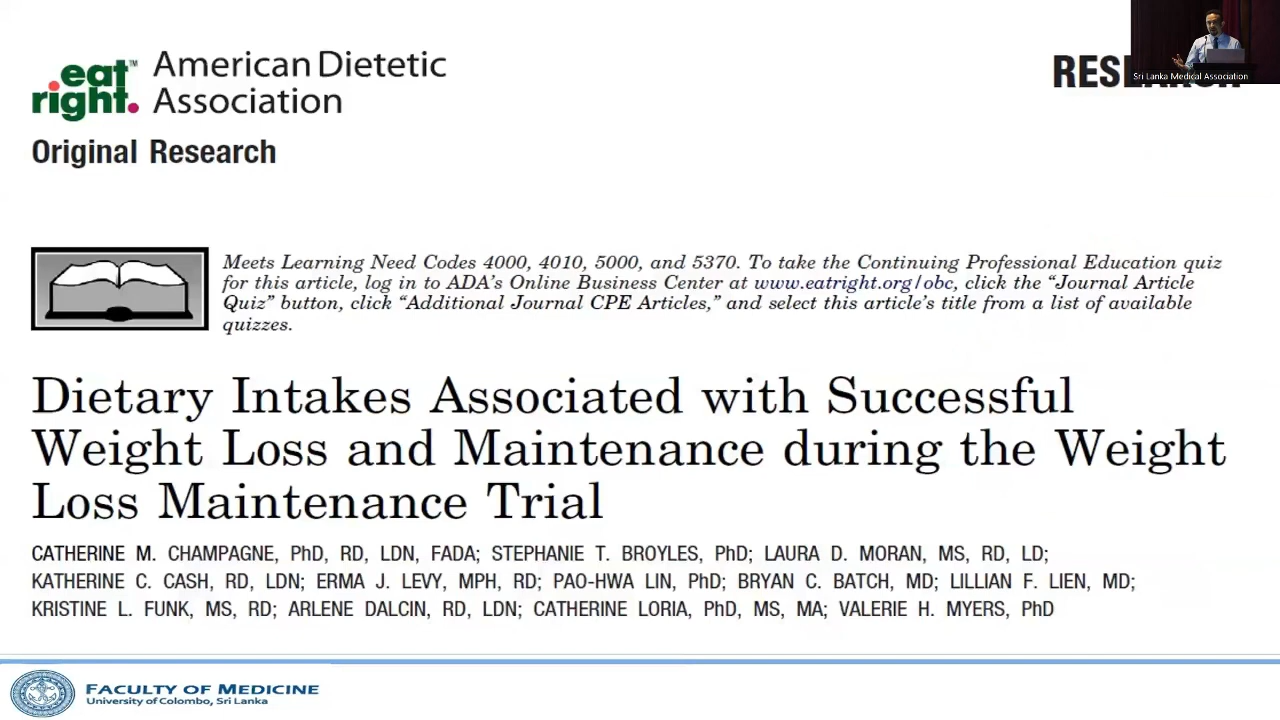 eat right.™
American Dietetic
Association
Sri Lanka Medical Association
Original Research
Meets Learning Need Codes 4000, 4010, 5000, and 5370. To take the Continuing Professional Education quiz
for this article, log in to ADA's Online Business Center at www.eatright.org/obc, click the “Journal Article
Quiz” button, click “Additional Journal CPE Articles,” and select this article's title from a list of available
quizzes.
Dietary Intakes Associated with Successful
Weight Loss and Maintenance during the Weight
Loss Maintenance Trial
CATHERINE M. CHAMPAGNE, PhD, RD, LDN, FADA; STEPHANIE T. BROYLES, PhD; LAURA D. MORAN, MS, RD, LD;
KATHERINE C. CASH, RD, LDN; ERMA J. LEVY, MPH, RD; PAO-HWA LIN, PhD; BRYAN C. BATCH, MD; LILLIAN F. LIEN, MD;
KRISTINE L. FUNK, MS, RD; ARLENE DALCIN, RD, LDN; CATHERINE LORIA, PhD, MS, MA; VALERIE H. MYERS, PhD
FACULTY OF MEDICINE
University of Colombo, Sri Lanka